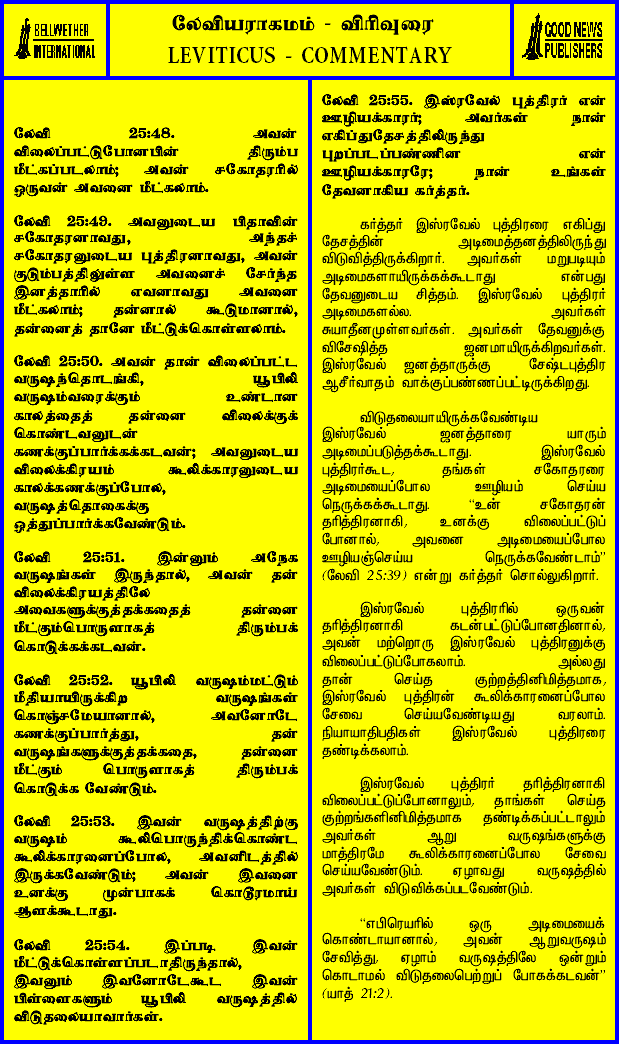 BELLWETHER
INTERNATIONAL
லேவியராகமம் - விரிவுரை
LEVITICUS - COMMENTARY
GOOD NEWS
PUBLISHERS
லேவி 25:48. அவன்
விலைப்பட்டுபோனபின் திரும்ப
மீட்கப்படலாம்; அவன் சகோதரரில்
ஒருவன் அவனை மீட்கலாம்.
லேவி 25:49. அவனுடைய பிதாவின்
சகோதரனாவது, அந்தச்
சகோதரனுடைய புத்திரனாவது, அவன்
குடும்பத்திலுள்ள அவனைச் சேர்ந்த
இனத்தாரில் எவனாவது அவனை
மீட்கலாம்; தன்னால் கூடுமானால்,
தன்னைத் தானே மீட்டுக்கொள்ளலாம்.
லேவி 25:50. அவன் தான் விலைப்பட்ட
வருஷந்தொடங்கி, யூபிலி
வருஷம்வரைக்கும் உண்டான
காலத்தைத் தன்னை விலைக்குக்
கொண்டவனுடன்
கணக்குப்பார்க்கக்கடவன்; அவனுடைய
விலைக்கிரயம் கூலிக்காரனுடைய
காலக்கணக்குப்போல,
வருஷத்தொகைக்கு
ஒத்துப்பார்க்கவேண்டும்.
லேவி 25:51. இன்னும் அநேக
வருஷங்கள் இருந்தால், அவன் தன்
விலைக்கிரயத்திலே
அவைகளுக்குத்தக்கதைத் தன்னை
மீட்கும்பொருளாகத் திரும்பக்
கொடுக்கக்கடவன்.
லேவி 25:52. யூபிலி வருஷம்மட்டும்
மீதியாயிருக்கிற வருஷங்கள்
கொஞ்சமேயானால், அவனோடே
கணக்குப்பார்த்து, தன்
வருஷங்களுக்குத்தக்கதை, தன்னை
மீட்கும் பொருளாகத் திரும்பக்
கொடுக்க வேண்டும்.
லேவி 25:53. இவன் வருஷத்திற்கு
வருஷம் கூலிபொருந்திக்கொண்ட
கூலிக்காரனைப்போல, அவனிடத்தில்
இருக்கவேண்டும்; அவன் இவனை
உனக்கு முன்பாகக் கொடூரமாய்
ஆளக்கூடாது.
லேவி 25:54. இப்படி இவன்
மீட்டுக்கொள்ளப்படாதிருந்தால்,
இவனும் இவனோடேகூட இவன்
பிள்ளைகளும் யூபிலி வருஷத்தில்
விடுதலையாவார்கள்.
லேவி 25:55. இஸ்ரவேல் புத்திரர் என்
ஊழியக்காரர்; அவர்கள் நான்
எகிப்துதேசத்திலிருந்து
புறப்படப்பண்ணின என்
ஊழியக்காரரே; நான் உங்கள்
தேவனாகிய கர்த்தர்.
கர்த்தர் இஸ்ரவேல் புத்திரரை எகிப்து
தேசத்தின் அடிமைத்தனத்திலிருந்து
விடுவித்திருக்கிறார். அவர்கள் மறுபடியும்
அடிமைகளாயிருக்கக்கூடாது என்பது
தேவனுடைய சித்தம். இஸ்ரவேல் புத்திரர்
அடிமைகளல்ல. அவர்கள்
சுயாதீனமுள்ளவர்கள். அவர்கள் தேவனுக்கு
விசேஷித்த ஜனமாயிருக்கிறவர்கள்.
இஸ்ரவேல் ஜனத்தாருக்கு சேஷ்டபுத்திர
ஆசீர்வாதம் வாக்குப்பண்ணப்பட்டிருக்கிறது.
விடுதலையாயிருக்கவேண்டிய
இஸ்ரவேல் ஜனத்தாரை யாரும்
அடிமைப்படுத்தக்கூடாது. இஸ்ரவேல்
புத்திரர்கூட, தங்கள் சகோதரரை
அடிமையைப்போல ஊழியம் செய்ய
நெருக்கக்கூடாது. “உன் சகோதரன்
தரித்திரனாகி, உனக்கு விலைப்பட்டுப்
போனால், அவனை அடிமையைப்போல
ஊழியஞ்செய்ய நெருக்கவேண்டாம்”
(லேவி 25:39) என்று கர்த்தர் சொல்லுகிறார்.
இஸ்ரவேல் புத்திரரில் ஒருவன்
தரித்திரனாகி கடன்பட்டுப்போனதினால்,
அவன் மற்றொரு இஸ்ரவேல் புத்திரனுக்கு
விலைப்பட்டுப்போகலாம். அல்லது
தான் செய்த குற்றத்தினிமித்தமாக,
இஸ்ரவேல் புத்திரன் கூலிக்காரனைப்போல
சேவை செய்யவேண்டியது வரலாம்.
நியாயாதிபதிகள் இஸ்ரவேல் புத்திரரை
தண்டிக்கலாம்.
இஸ்ரவேல் புத்திரர் தரித்திரனாகி
விலைப்பட்டுப்போனாலும், தாங்கள் செய்த
குற்றங்களினிமித்தமாக தண்டிக்கப்பட்டாலும்
அவர்கள் ஆறு வருஷங்களுக்கு
மாத்திரமே கூலிக்காரனைப்போல சேவை
செய்யவேண்டும். ஏழாவது வருஷத்தில்
அவர்கள் விடுவிக்கப்படவேண்டும்.
“எபிரெயரில் ஒரு அடிமையைக்
கொண்டாயானால், அவன் ஆறுவருஷம்
சேவித்து, ஏழாம் வருஷத்திலே ஒன்றும்
கொடாமல் விடுதலைபெற்றுப் போகக்கடவன்”
(யாத் 21:2).